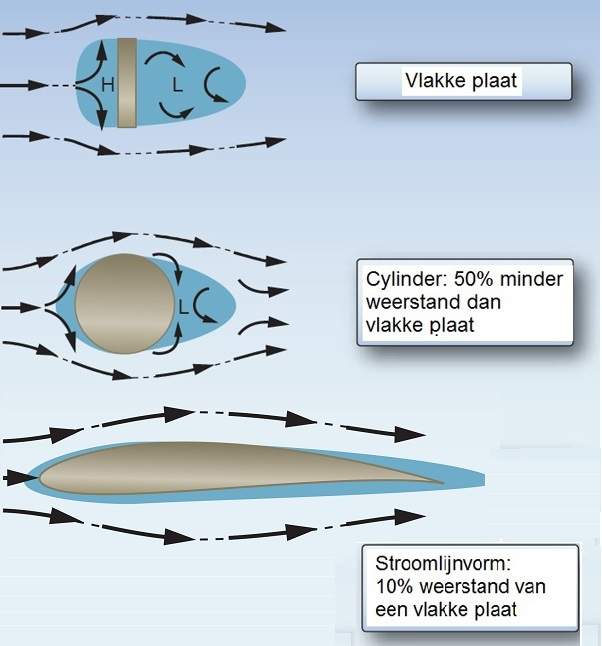 H L
Vlakke plaat
L
Cylinder: 50% minder
weerstand dan
vlakke plaat
Stroomlijnvorm:
10% weerstand van
een vlakke plaat